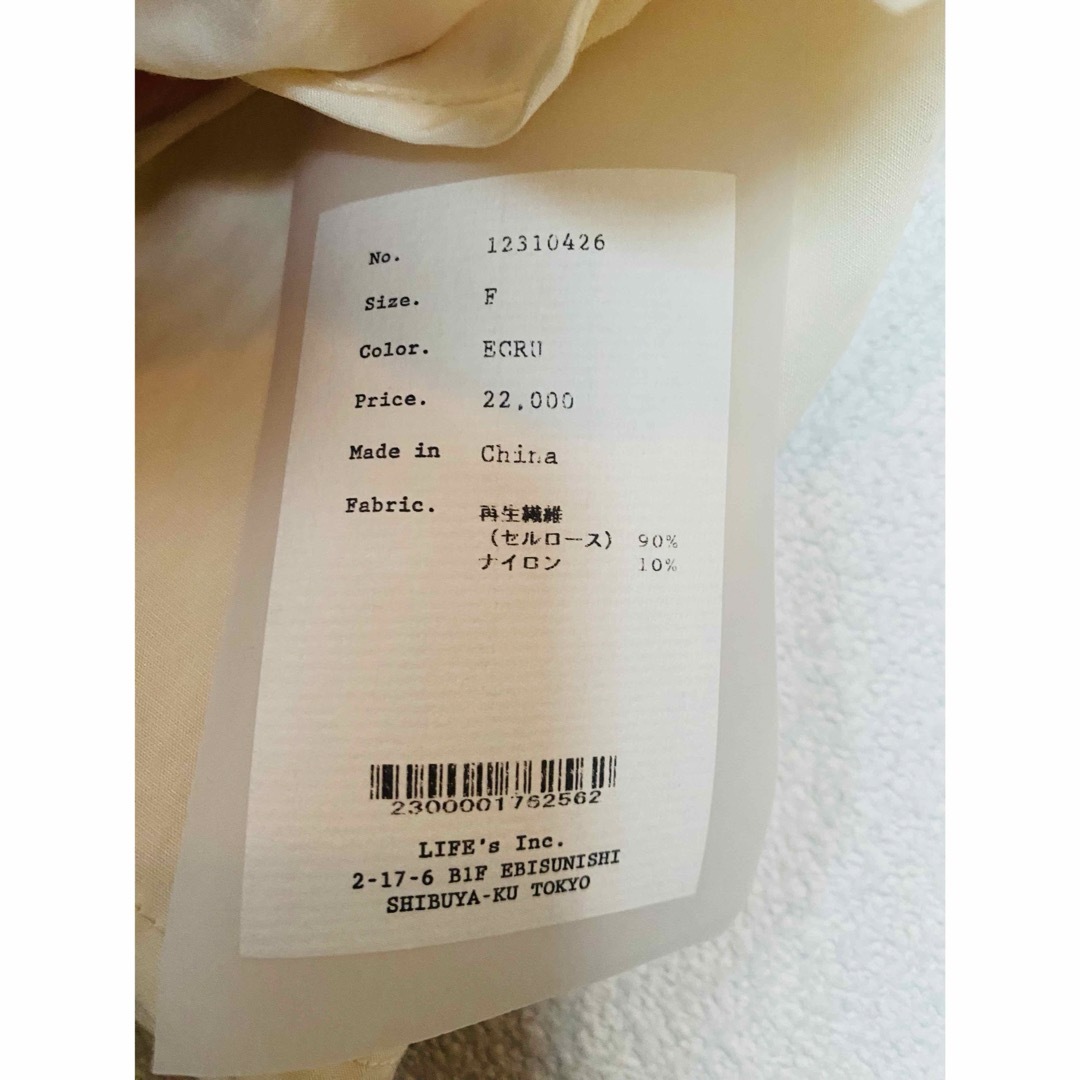 No. 12310426
Size. F
Color. ECRU
Price. 22,000
Made in China
Fabric. 再生繊維
(セルロース) 90%
ナイロン 10%
2300001762562
LIFE's Inc.
2-17-6 B1F EBISUNISHI
SHIBUYA-KU TOKYO